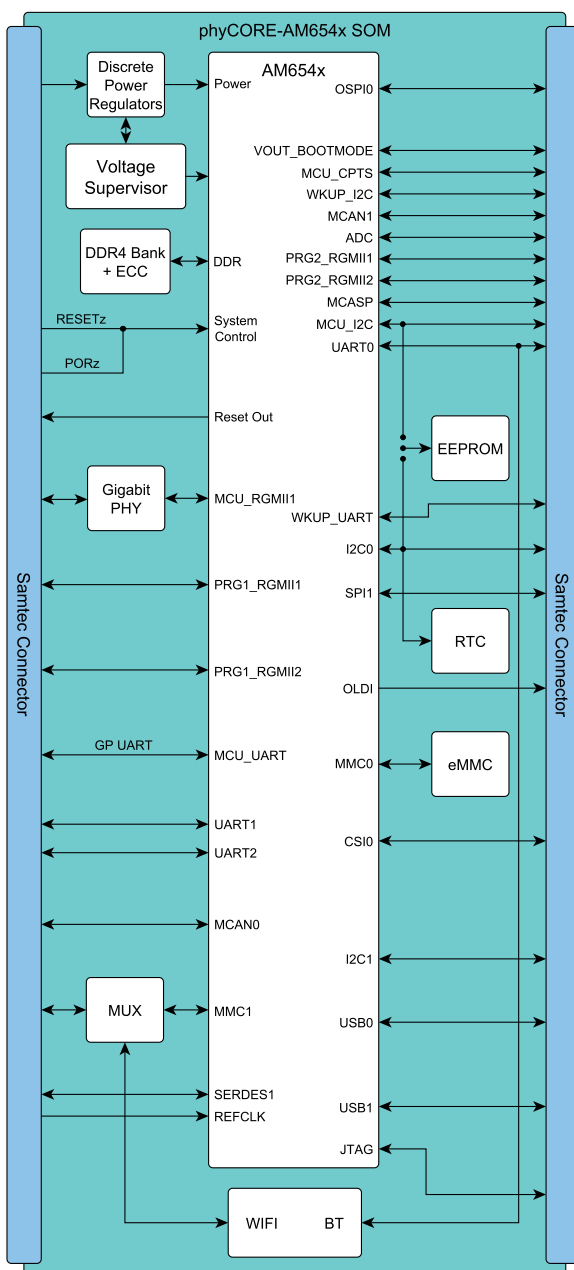 phyCORE-AM654x SOM
Samtec Connector
Discrete
Power
Regulators
Voltage
Supervisor
DDR4 Bank
+ ECC
RESETz
PORz
Gigabit
PHY
GP UART
MUX
AM654x
Power
DDR
System
Control
Reset Out
MCU_RGMII1
PRG1_RGMII1
PRG1_RGMII2
MCU_UART
UART1
UART2
MCAN0
MMC1
SERDES1
REFCLK
OSPI0
VOUT_BOOTMODE
MCU_CPTS
WKUP_I2C
MCAN1
ADC
PRG2_RGMII1
PRG2_RGMII2
MCASP
MCU_I2C
UART0
WKUP_UART
I2C0
SPI1
OLDI
MMC0
CSI0
I2C1
USB0
USB1
JTAG
EEPROM
RTC
eMMC
WIFI BT
Samtec Connector